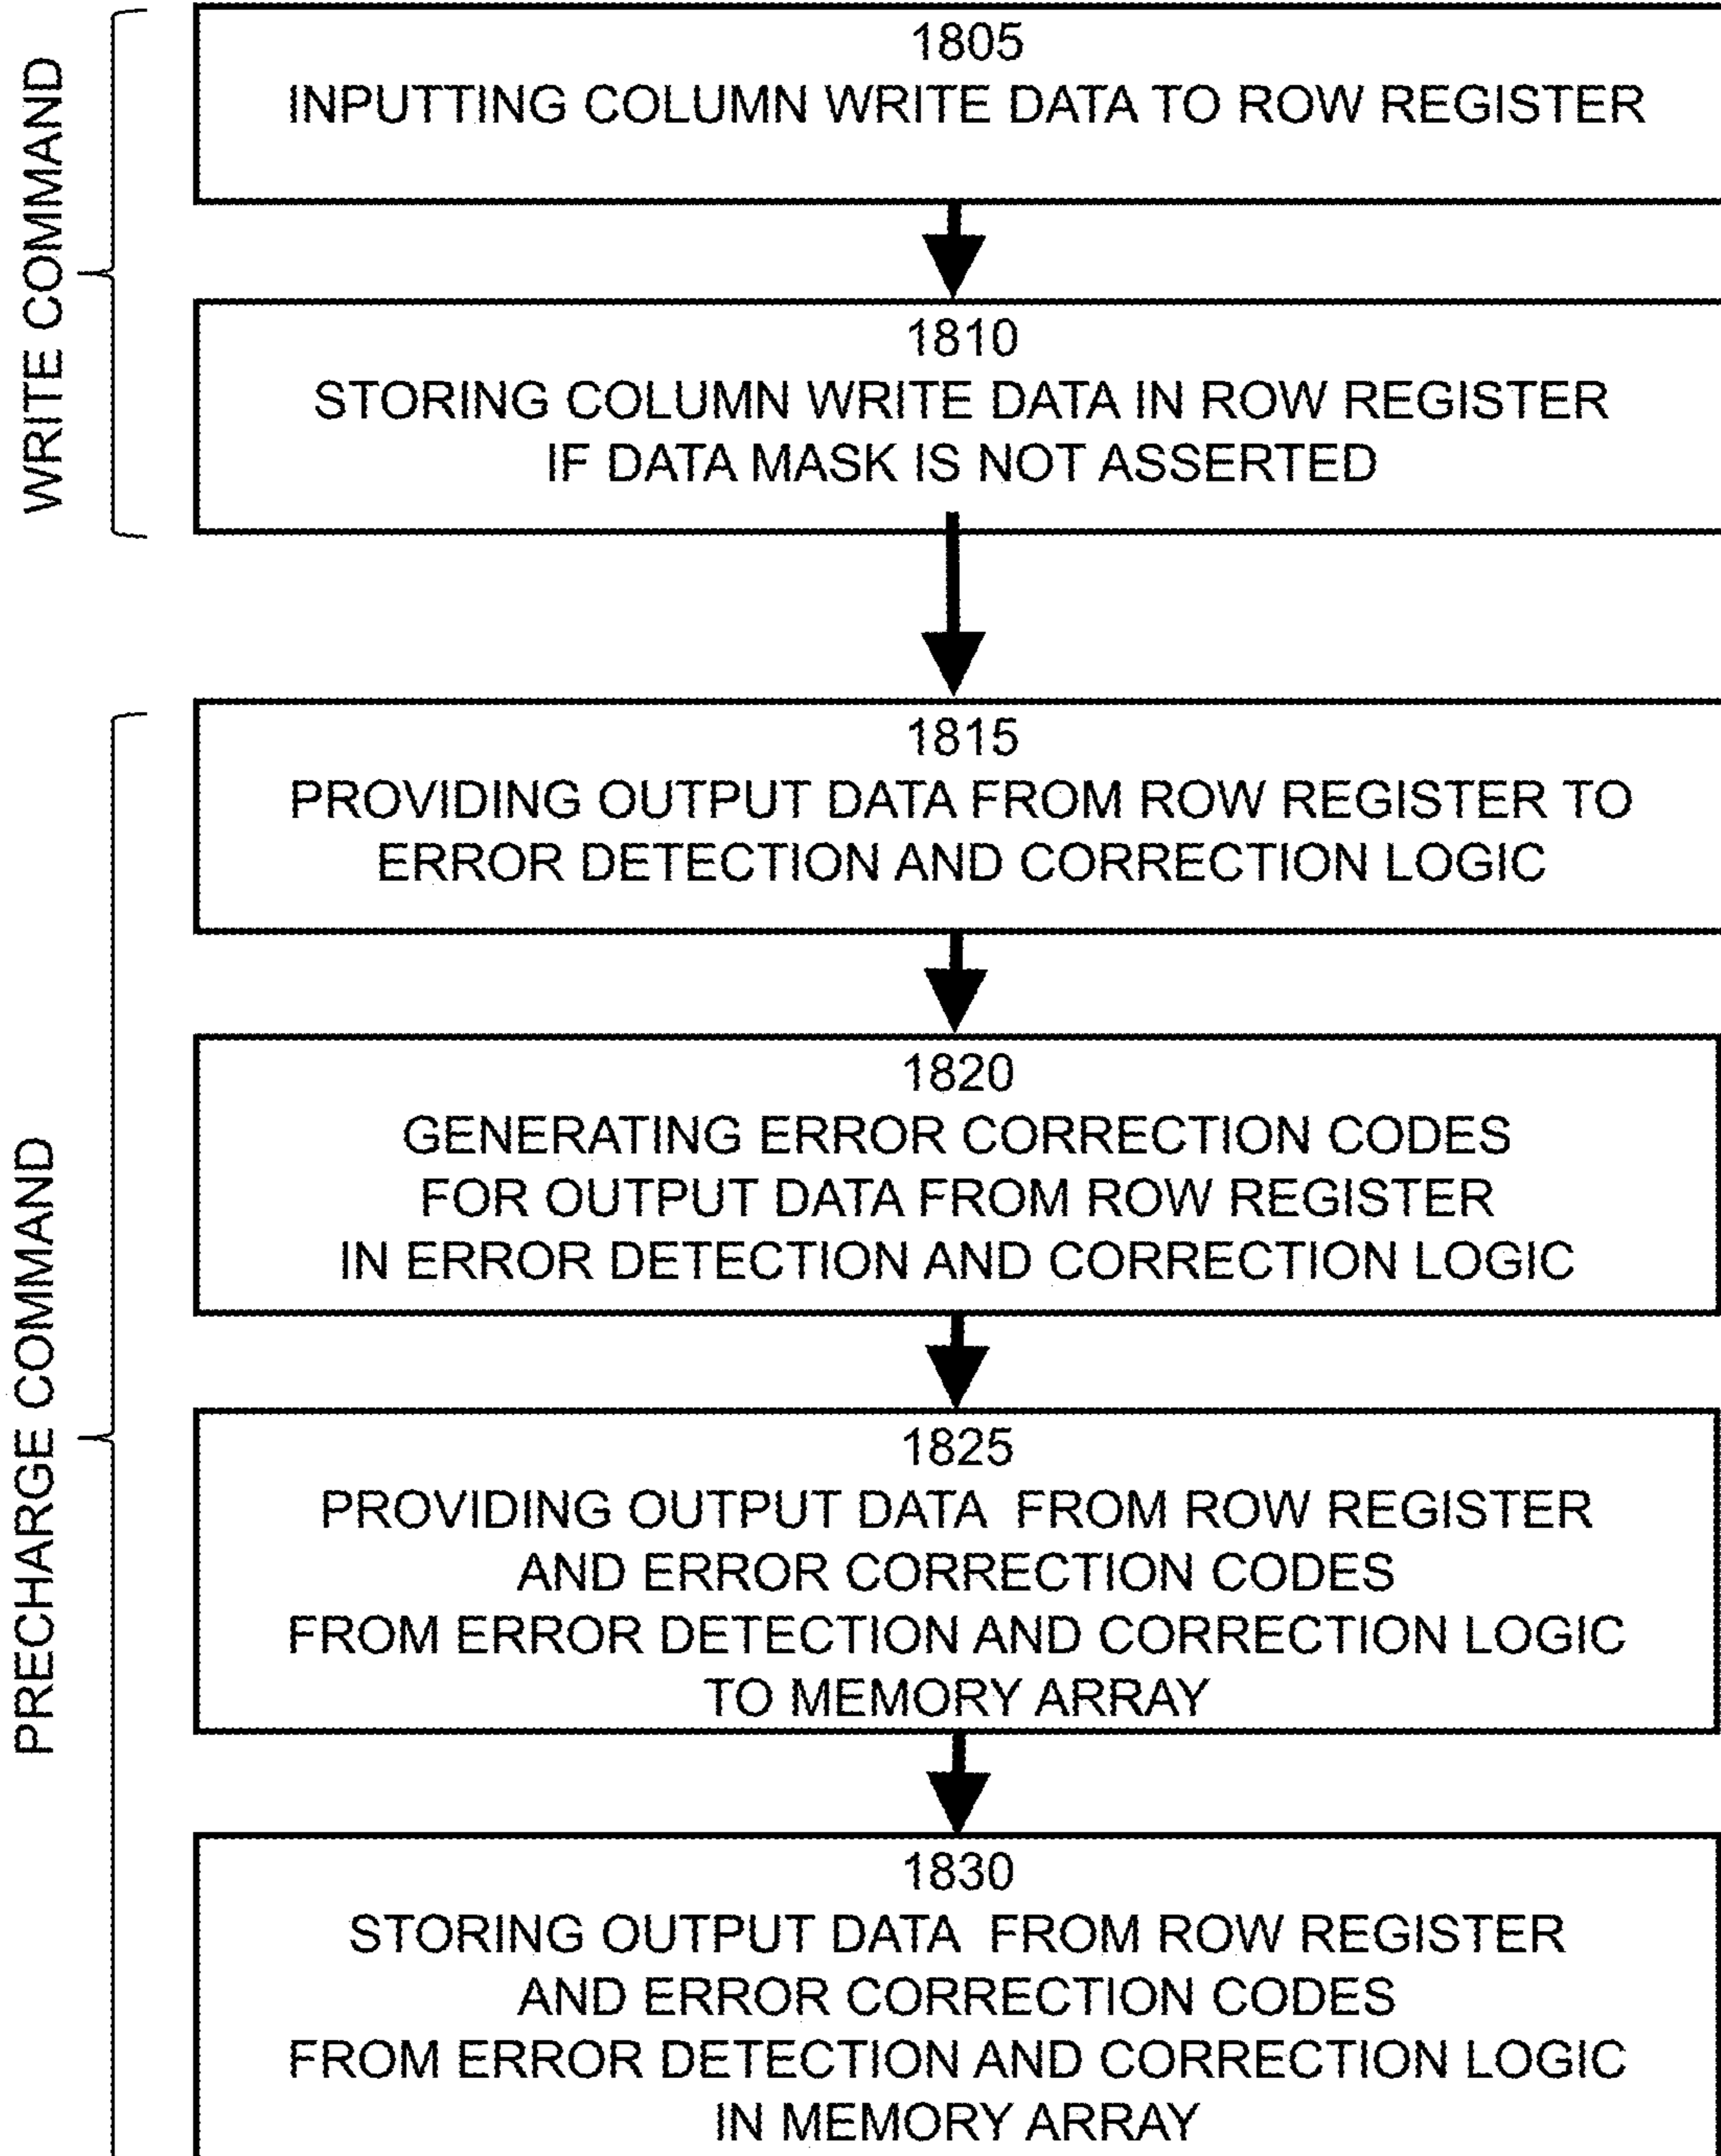 WRITE COMMAND
1805
INPUTTING COLUMN WRITE DATA TO ROW REGISTER
1810
STORING COLUMN WRITE DATA IN ROW REGISTER
IF DATA MASK IS NOT ASSERTED
PRECHARGE COMMAND
1815
PROVIDING OUTPUT DATA FROM ROW REGISTER TO
ERROR DETECTION AND CORRECTION LOGIC
1820
GENERATING ERROR CORRECTION CODES
FOR OUTPUT DATA FROM ROW REGISTER
IN ERROR DETECTION AND CORRECTION LOGIC
1825
PROVIDING OUTPUT DATA FROM ROW REGISTER
AND ERROR CORRECTION CODES
FROM ERROR DETECTION AND CORRECTION LOGIC
TO MEMORY ARRAY
1830
STORING OUTPUT DATA FROM ROW REGISTER
AND ERROR CORRECTION CODES
FROM ERROR DETECTION AND CORRECTION LOGIC
IN MEMORY ARRAY